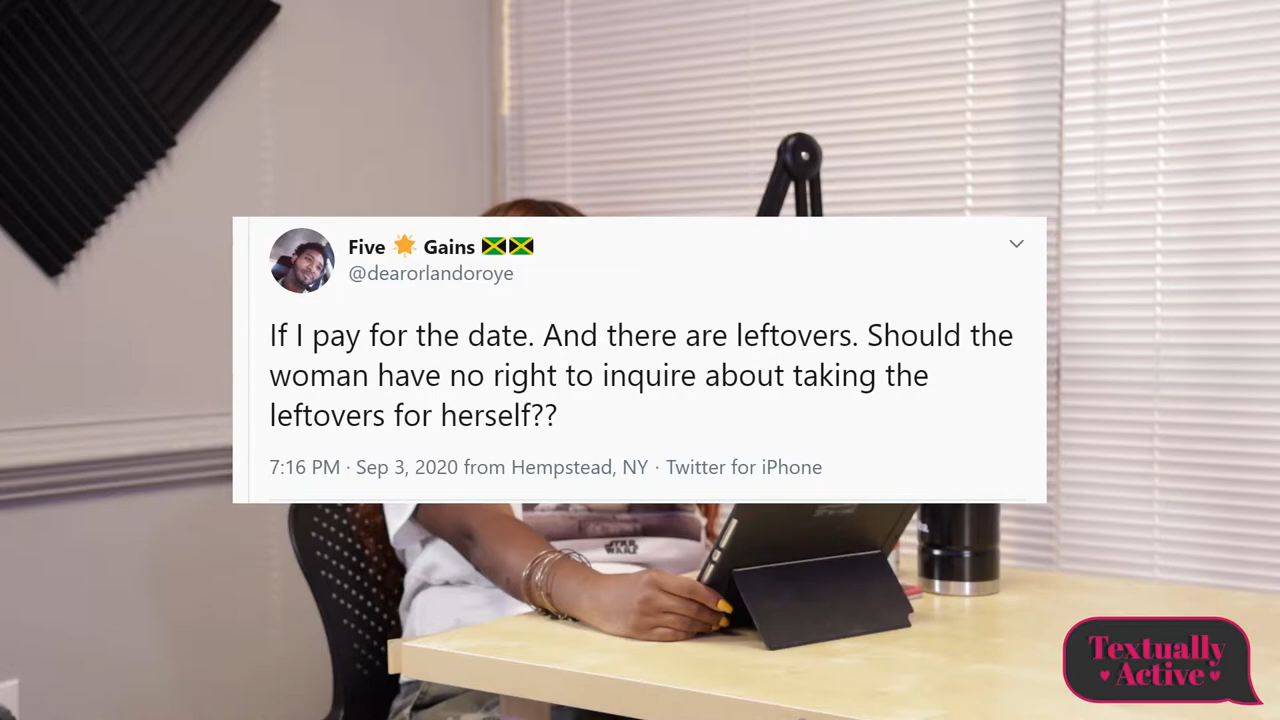 Five 🌟 Gains 🇯🇲🇯🇲
@dearorlandoroye
If I pay for the date. And there are leftovers. Should the
woman have no right to inquire about taking the
leftovers for herself??
7:16 PM · Sep 3, 2020 from Hempstead, NY · Twitter for iPhone
STAR
WARS
Textually
Active